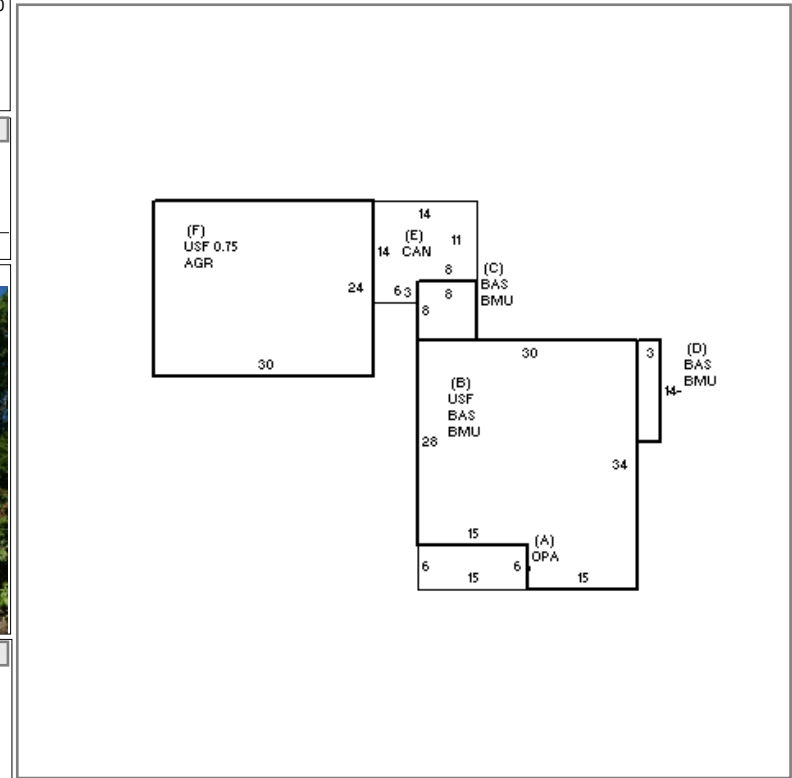 14
(F)
USF 0.75
AGR
(E)
CAN
11
14
8
(C)
BAS
BMU
24
6
3
8
8
30
30
3
(D)
BAS
BMU
14-
(B)
USF
BAS
BMU
28
34
15
(A)
OPA
6
6
15
15